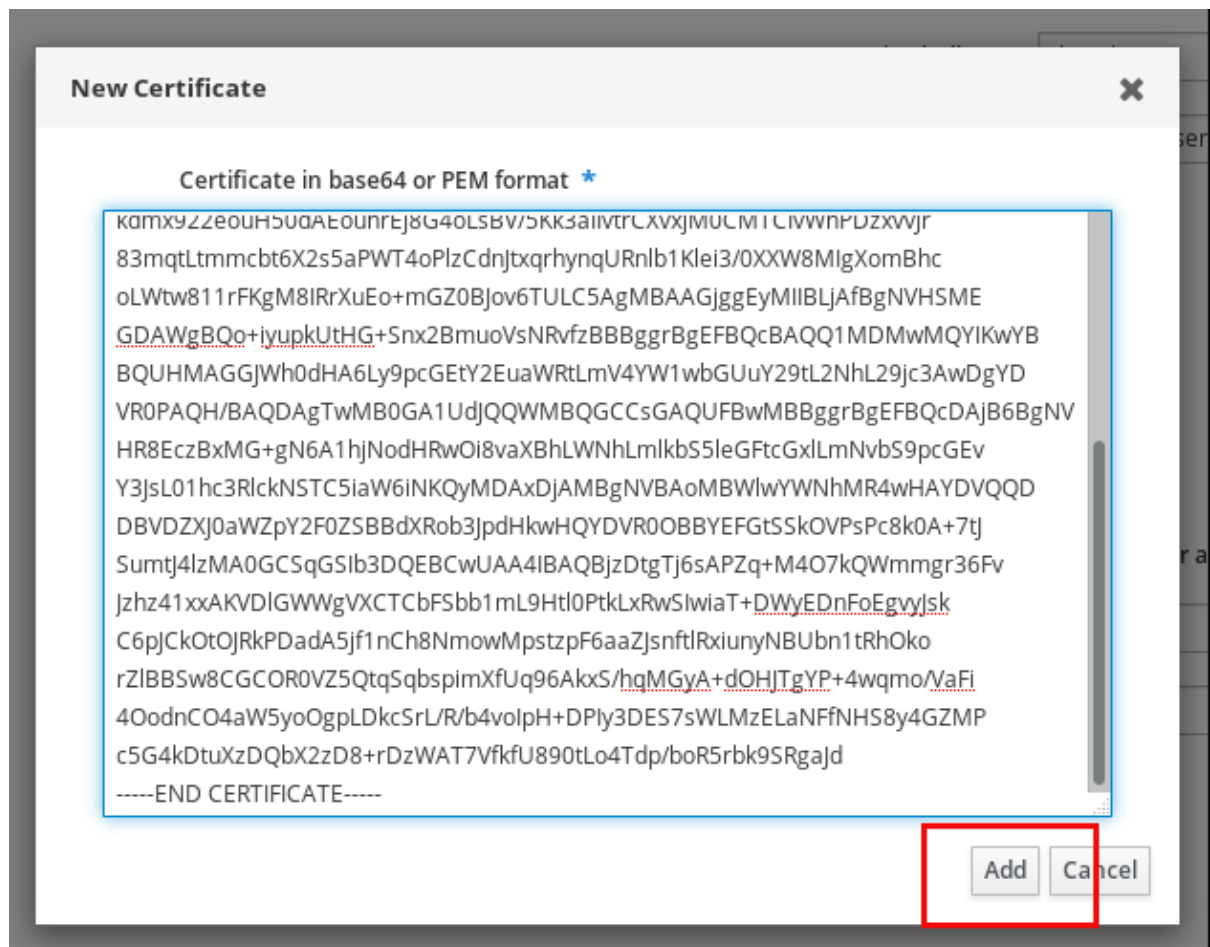 New Certificate
Certificate in base64 or PEM format *
83mqtLtmmcbt6X2s5aPWT4oPlzCdnJtxqrhynqURnlb1Klei3/0XXW8MIgXomBhc
oLWtw811rFKgM8IRrXuEo+mGZ0BJov6TULC5AgMBAAGjggEyMIIBLjAfBgNVHSME
GDAWgBQo+iyupkUtHG+Snx2BmuoVsNRvfzBBBggrBgEFBQcBAQQ1MDMwMQYIKwYB
BQUHMAGGJWh0dHA6Ly9pcGEtY2EuaWRtLmV4YW1wbGUuY29tL2NhL29jc3AwDgYD
VR0PAQH/BAQDAgTwMB0GA1UdJQQWMBQGCCsGAQUFBwMBBggrBgEFBQcDAjB6BgNV
HR8EczBxMG+gN6A1hjNodHRwOi8vaXBhLWNhLmlkbS5leGFtcGxlLmNvbS9pcGEv
Y3JsL01hc3RlckNSTC5iaW6iNKQyMDAxDjAMBgNVBAoMBWlwYWNhMR4wHAYDVQQD
DBVDZXJ0aWZpY2F0ZSBBdXRob3JpdHkwHQYDVR0OBBYEFGtSSkOVPsPc8k0A+7tJ
SumtJ4lzMA0GCSqGSIb3DQEBCwUAA4IBAQBjzDtgTj6sAPZq+M4O7kQWmmgr36Fv
Jzhz41xxAKVDlGWWgVXCTCbFSbb1mL9Htl0PtkLxRwSIwiaT+DWyEDnFoEgvyJsk
C6pJCkOtOJRkPDadA5jf1nCh8NmowMpstzpF6aaZJsnftlRxiunyNBUbn1tRhOko
rZlBBSw8CGCOR0VZ5QtqSqbspimXfUq96AkxS/hqMGyA+dOHJTgYP+4wqmo/VaFi
4OodnCO4aW5yoOgpLDkcSrL/R/b4voIpH+DPIy3DES7sWLMzELaNFfNHS8y4GZMP
c5G4kDtuXzDQbX2zD8+rDzWAT7VfkfU890tLo4Tdp/boR5rbk9SRgaJd
-----END CERTIFICATE-----
Add Cancel